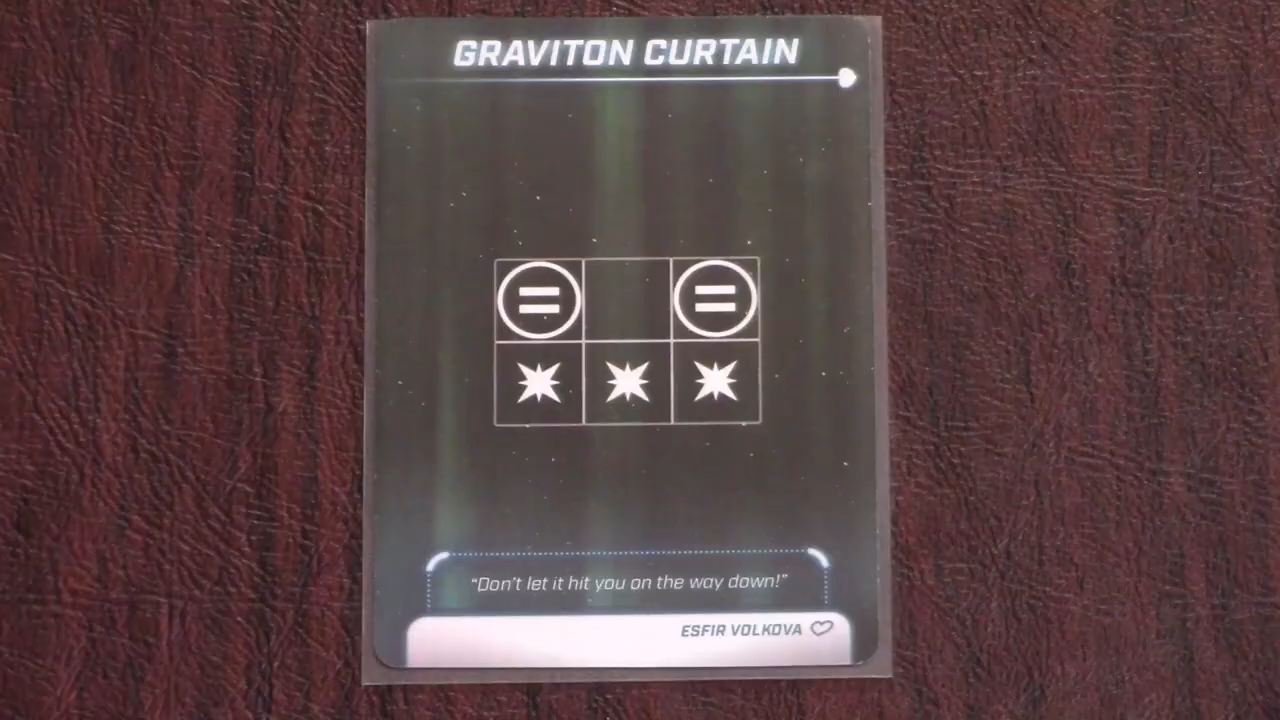 GRAVITON CURTAIN
"Don't let it hit you on the way down!"
ESFIR VOLKOVA